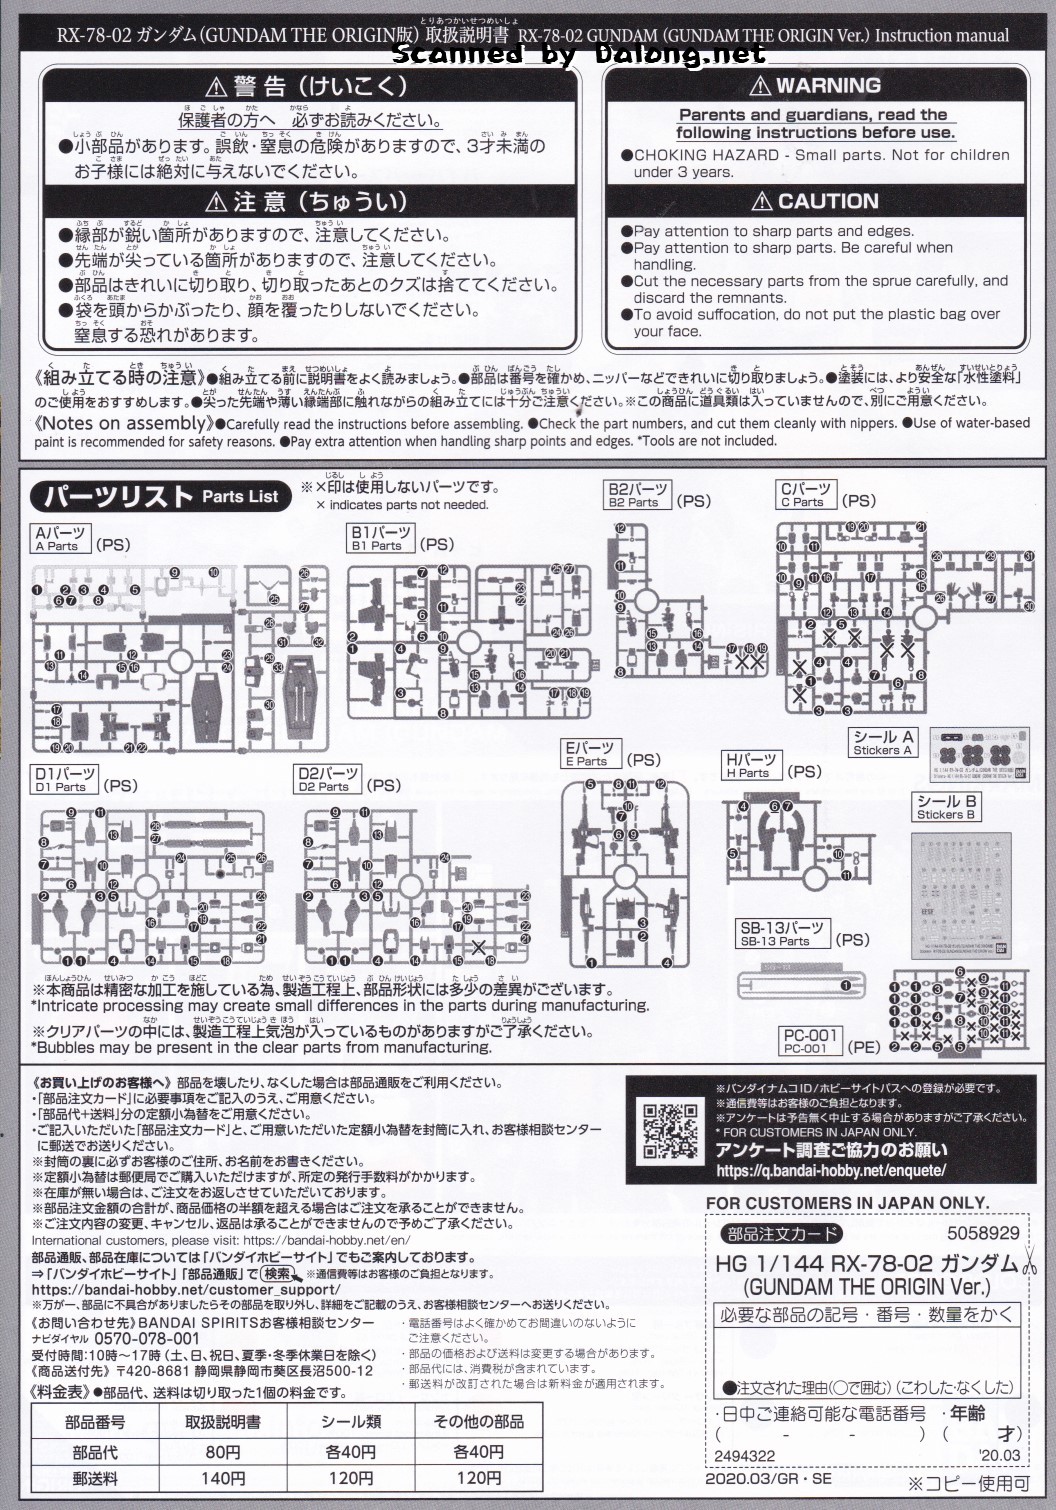 RX-78-02 ガンダム(GUNDAM THE ORIGIN版) 取扱説明書 RX-78-02 GUNDAM (GUNDAM THE ORIGIN Ver.) Instruction manual
Scanned by Dalong.net
⚠ 警告 (けいこく)
保護者の方へ 必ずお読みください。
●小部品があります。誤飲・窒息の危険がありますので、3才未満の
お子様には絶対に与えないでください。
⚠ 注意 (ちゅうい)
●縁部が鋭い箇所がありますので、注意してください。
●先端が尖っている箇所がありますので、注意してください。
●部品はきれいに切り取り、切り取ったあとのクズは捨ててください。
●袋を頭からかぶったり、顔を覆ったりしないでください。
窒息する恐れがあります。
⚠ WARNING
Parents and guardians, read the
following instructions before use.
●CHOKING HAZARD - Small parts. Not for children
under 3 years.
⚠ CAUTION
●Pay attention to sharp parts and edges.
●Pay attention to sharp parts. Be careful when
handling.
●Cut the necessary parts from the sprue carefully, and
discard the remnants.
●To avoid suffocation, do not put the plastic bag over
your face.
《組み立てる時の注意》●組み立てる前に説明書をよく読みましょう。●部品は番号を確かめ、ニッパーなどできれいに切り取りましょう。●塗装には、より安全な「水性塗料」
のご使用をおすすめします。●尖った先端や薄い縁端部に触れながらの組み立てには十分ご注意ください。※この商品に道具類は入っていませんので、別にご用意ください。
《Notes on assembly》●Carefully read the instructions before assembling. ●Check the part numbers, and cut them cleanly with nippers. ●Use of water-based
paint is recommended for safety reasons. ●Pay extra attention when handling sharp points and edges. *Tools are not included.
パーツリスト Parts List
※×印は使用しないパーツです。
× indicates parts not needed.
Aパーツ
A Parts (PS)
B1パーツ
B1 Parts (PS)
B2パーツ
B2 Parts (PS)
Cパーツ
C Parts (PS)
シール A
Stickers A
D1パーツ
D1 Parts (PS)
D2パーツ
D2 Parts (PS)
Eパーツ
E Parts (PS)
Hパーツ
H Parts (PS)
シール B
Stickers B
SB-13パーツ
SB-13 Parts (PS)
PC-001
PC-001 (PE)
※本商品は精密な加工を施している為、製造工程上、部品形状には多少の差異がございます。
*Intricate processing may create small differences in the parts during manufacturing.
※クリアパーツの中には、製造工程上気泡が入っているものがありますがご了承ください。
*Bubbles may be present in the clear parts from manufacturing.
《お買い上げのお客様へ》 部品を壊したり、なくした場合は部品通販をご利用ください。
・「部品注文カード」に必要事項をご記入のうえ、ご用意ください。
・「部品代+送料」分の定額小為替をご用意ください。
・ご記入いただいた「部品注文カード」と、ご用意いただいた定額小為替を封筒に入れ、お客様相談センター
に郵送でお送りください。
※封筒の裏に必ずお客様のご住所、お名前をお書きください。
※定額小為替は郵便局でご購入いただけますが、所定の発行手数料がかかります。
※在庫が無い場合は、ご注文をお返しさせていただいております。
※部品注文金額の合計が、商品価格の半額を超える場合はご注文を承ることができません。
※ご注文内容の変更、キャンセル、返品は承ることができませんので予めご了承ください。
International customers, please visit: https://bandai-hobby.net/en/
部品通販、部品在庫については「バンダイホビーサイト」でもご案内しております。
⇒「バンダイホビーサイト」「部品通販」で 検索 ※通信費等はお客様のご負担となります。
https://bandai-hobby.net/customer_support/
※万が一、部品に不具合がありましたらその部品を取り外し、詳細をご記載のうえ、お客様相談センターへお送りください。
《お問い合わせ先》BANDAI SPIRITSお客様相談センター
ナビダイヤル 0570-078-001
受付時間:10時～17時 (土、日、祝日、夏季・冬季休業日を除く)
《商品送付先》 〒420-8681 静岡県静岡市葵区長沼500-12
・電話番号はよく確かめてお間違いのないように
ご注意ください。
・部品の価格および送料は変更する場合があります。
・部品代には、消費税が含まれています。
・郵送料が改訂された場合は新料金が適用されます。
《料金表》●部品代、送料は切り取った1個の料金です。
部品番号 取扱説明書 シール類 その他の部品
部品代 80円 各40円 各40円
郵送料 140円 120円 120円
※バンダイナムコID/ホビーサイトパスへの登録が必要です。
※通信費等はお客様のご負担となります。
※アンケートは予告無く中止する場合がありますがご了承ください。
* FOR CUSTOMERS IN JAPAN ONLY.
アンケート調査ご協力のお願い
https://q.bandai-hobby.net/enquete/
FOR CUSTOMERS IN JAPAN ONLY.
部品注文カード 5058929
HG 1/144 RX-78-02 ガンダム
(GUNDAM THE ORIGIN Ver.)
必要な部品の記号・番号・数量をかく
●注文された理由(○で囲む) (こわした・なくした)
・日中ご連絡可能な電話番号 ・年齢
( - - ) ( 才)
2494322 '20.03
2020.03/GR・SE ※コピー使用可